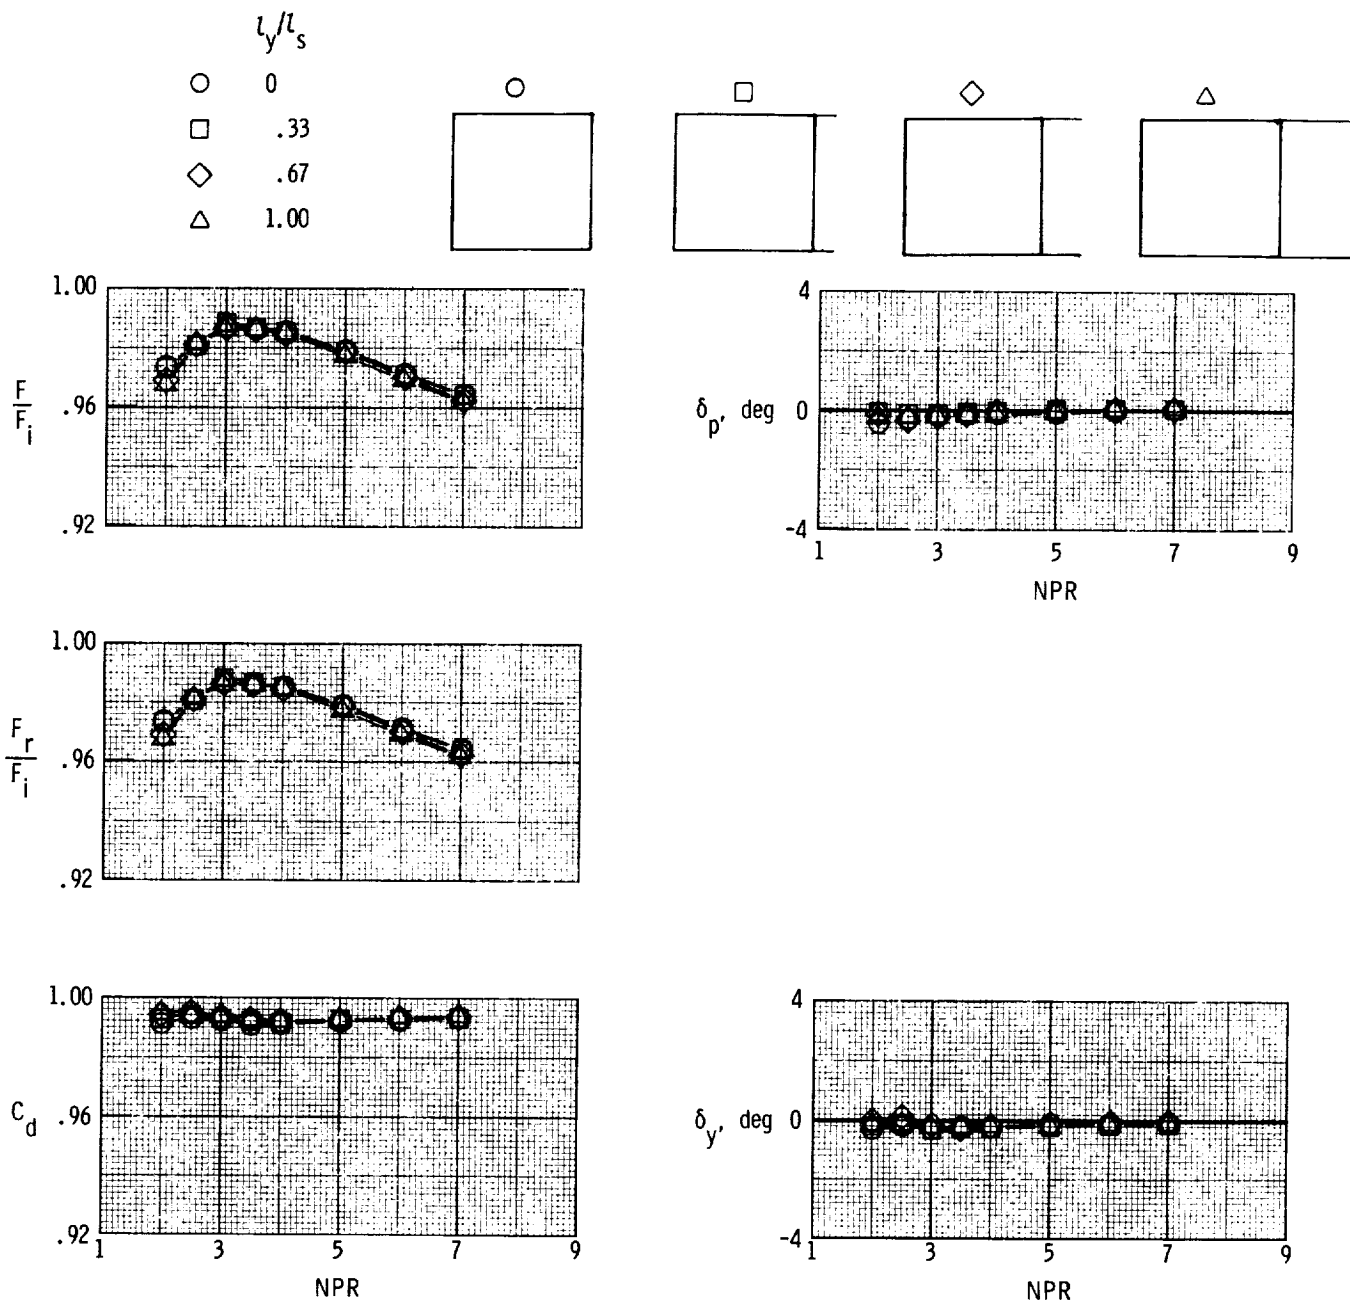 l_y/l_s
0
.33
.67
1.00
1.00
F/F_i
.96
.92
4
δ_p, deg 0
-4
1 3 5 7 9
NPR
1.00
F_r/F_i
.96
.92
1.00
C_d
.96
.92
1 3 5 7 9
NPR
4
δ_y, deg 0
-4
1 3 5 7 9
NPR